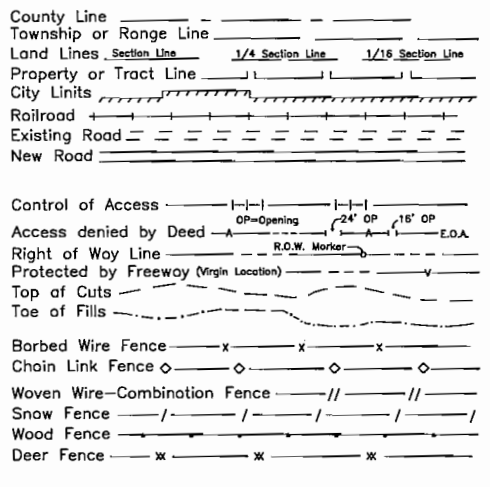 County Line
Township or Range Line
Land Lines Section Line 1/4 Section Line 1/16 Section Line
Property or Tract Line
City Limits
Railroad
Existing Road
New Road
Control of Access
OP=Opening 24' OP 16' OP
Access denied by Deed A A E.O.A.
R.O.W. Marker
Right of Way Line
Protected by Freeway (Virgin Location) V
Top of Cuts
Toe of Fills
Barbed Wire Fence x x x
Chain Link Fence
Woven Wire-Combination Fence // //
Snow Fence / / / / /
Wood Fence
Deer Fence